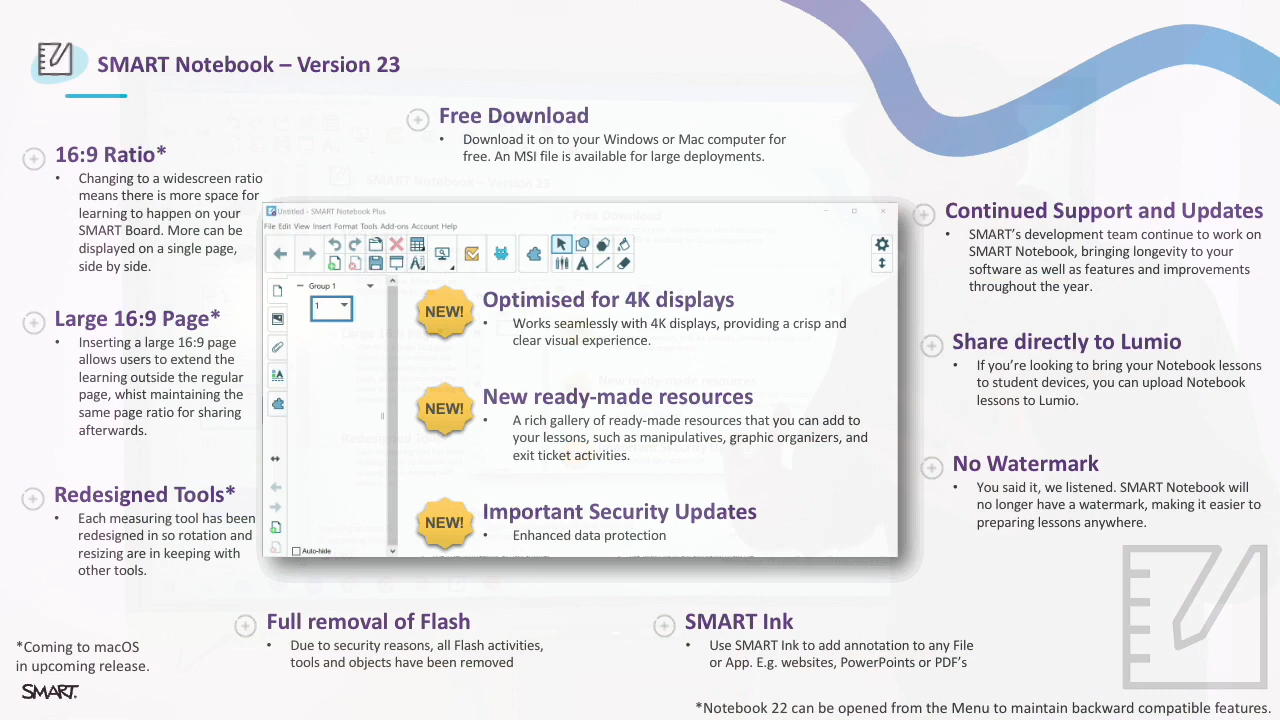 SMART Notebook – Version 23
Free Download
• Download it on to your Windows or Mac computer for
free. An MSI file is available for large deployments.
16:9 Ratio*
• Changing to a widescreen ratio
means there is more space for
learning to happen on your
SMART Board. More can be
displayed on a single page,
side by side.
Large 16:9 Page*
• Inserting a large 16:9 page
allows users to extend the
learning outside the regular
page, whist maintaining the
same page ratio for sharing
afterwards.
Redesigned Tools*
• Each measuring tool has been
redesigned in so rotation and
resizing are in keeping with
other tools.
Untitled - SMART Notebook Plus
File Edit View Insert Format Tools Add-ons Account Help
Group 1
1
Auto-hide
NEW!
Optimised for 4K displays
• Works seamlessly with 4K displays, providing a crisp and
clear visual experience.
NEW!
New ready-made resources
• A rich gallery of ready-made resources that you can add to
your lessons, such as manipulatives, graphic organizers, and
exit ticket activities.
NEW!
Important Security Updates
• Enhanced data protection
Continued Support and Updates
• SMART's development team continue to work on
SMART Notebook, bringing longevity to your
software as well as features and improvements
throughout the year.
Share directly to Lumio
• If you're looking to bring your Notebook lessons
to student devices, you can upload Notebook
lessons to Lumio.
No Watermark
• You said it, we listened. SMART Notebook will
no longer have a watermark, making it easier to
preparing lessons anywhere.
Full removal of Flash
• Due to security reasons, all Flash activities,
tools and objects have been removed
SMART Ink
• Use SMART Ink to add annotation to any File
or App. E.g. websites, PowerPoints or PDF's
*Coming to macOS
in upcoming release.
SMART
*Notebook 22 can be opened from the Menu to maintain backward compatible features.